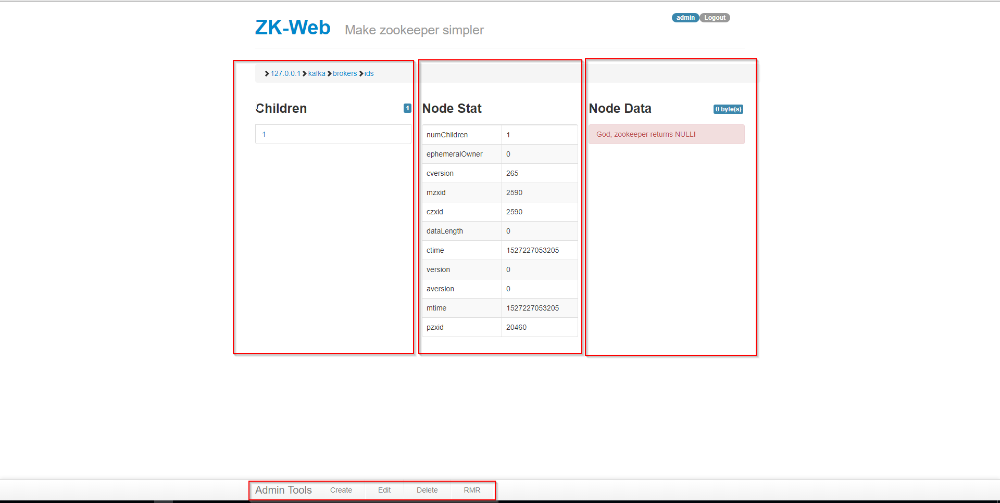 ZK-Web Make zookeeper simpler
admin Logout
127.0.0.1 kafka brokers ids
Children 1
1
Node Stat
numChildren 1
ephemeralOwner 0
cversion 265
mzxid 2590
czxid 2590
dataLength 0
ctime 1527227053205
version 0
aversion 0
mtime 1527227053205
pzxid 20460
Node Data 0 byte(s)
God, zookeeper returns NULL!
Admin Tools Create Edit Delete RMR